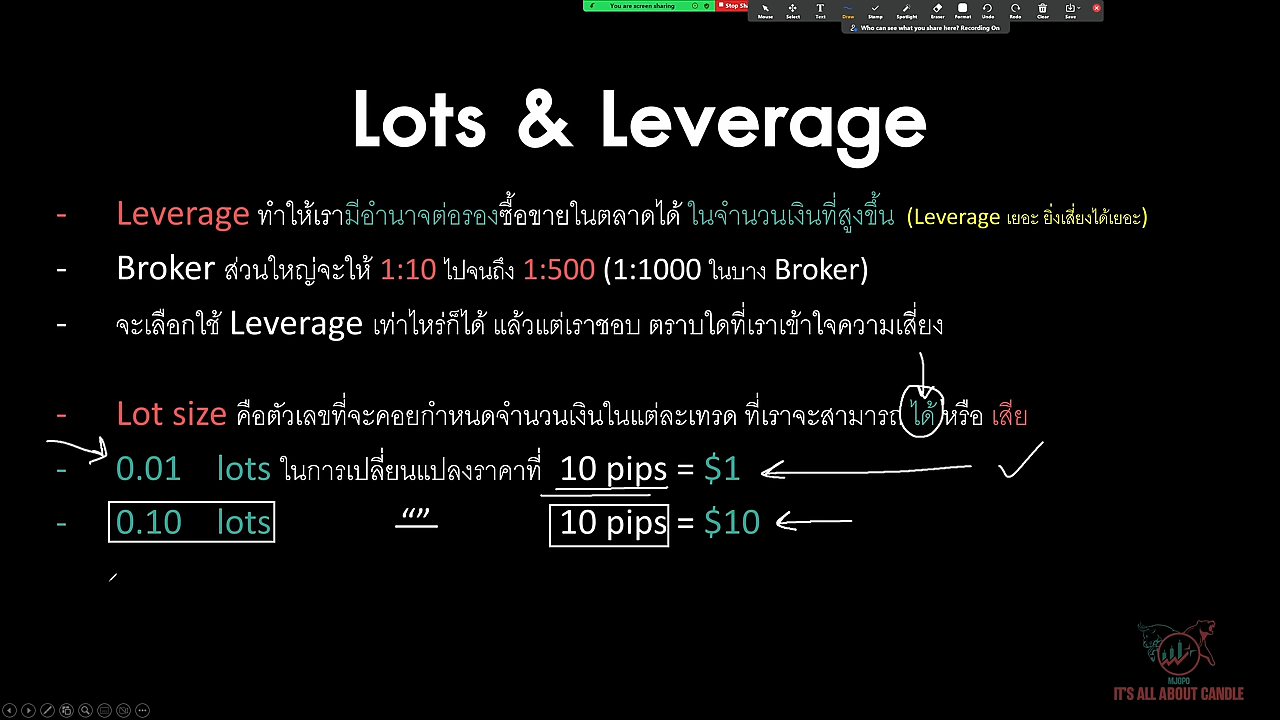 You are screen sharing
Stop Sha
Mouse Select Text Draw Stamp Spotlight Eraser Format Undo Redo Clear Save
Who can see what you share here? Recording On
Lots & Leverage
- Leverage ทำให้เรามีอำนาจต่อรองซื้อขายในตลาดได้ ในจำนวนเงินที่สูงขึ้น (Leverage เยอะ ยิ่งเสี่ยงได้เยอะ)
- Broker ส่วนใหญ่จะให้ 1:10 ไปจนถึง 1:500 (1:1000 ในบาง Broker)
- จะเลือกใช้ Leverage เท่าไหร่ก็ได้ แล้วแต่เราชอบ ตราบใดที่เราเข้าใจความเสี่ยง
- Lot size คือตัวเลขที่จะคอยกำหนดจำนวนเงินในแต่ละเทรด ที่เราจะสามารถ ได้ หรือ เสีย
- 0.01 lots ในการเปลี่ยนแปลงราคาที่ 10 pips = $1
- 0.10 lots “” 10 pips = $10
MJOPO
IT'S ALL ABOUT CANDLE